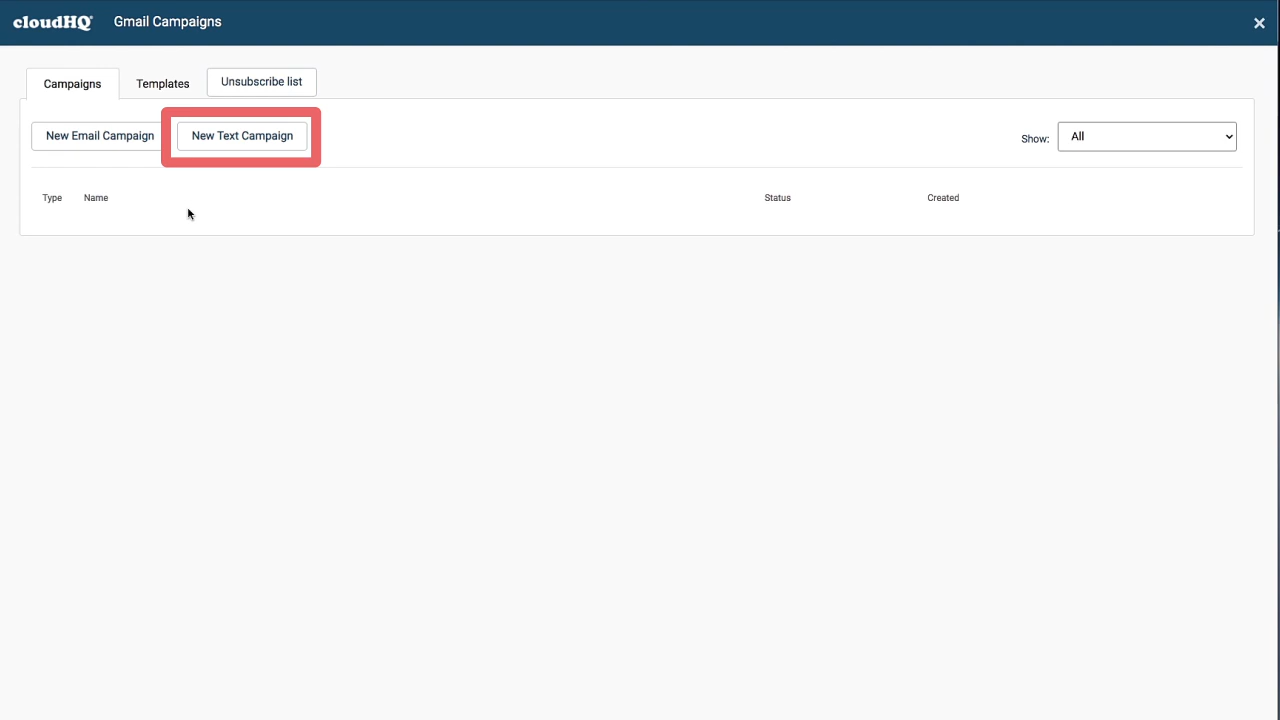 cloudHQ® Gmail Campaigns
Campaigns Templates Unsubscribe list
New Email Campaign New Text Campaign Show: All
Type Name Status Created